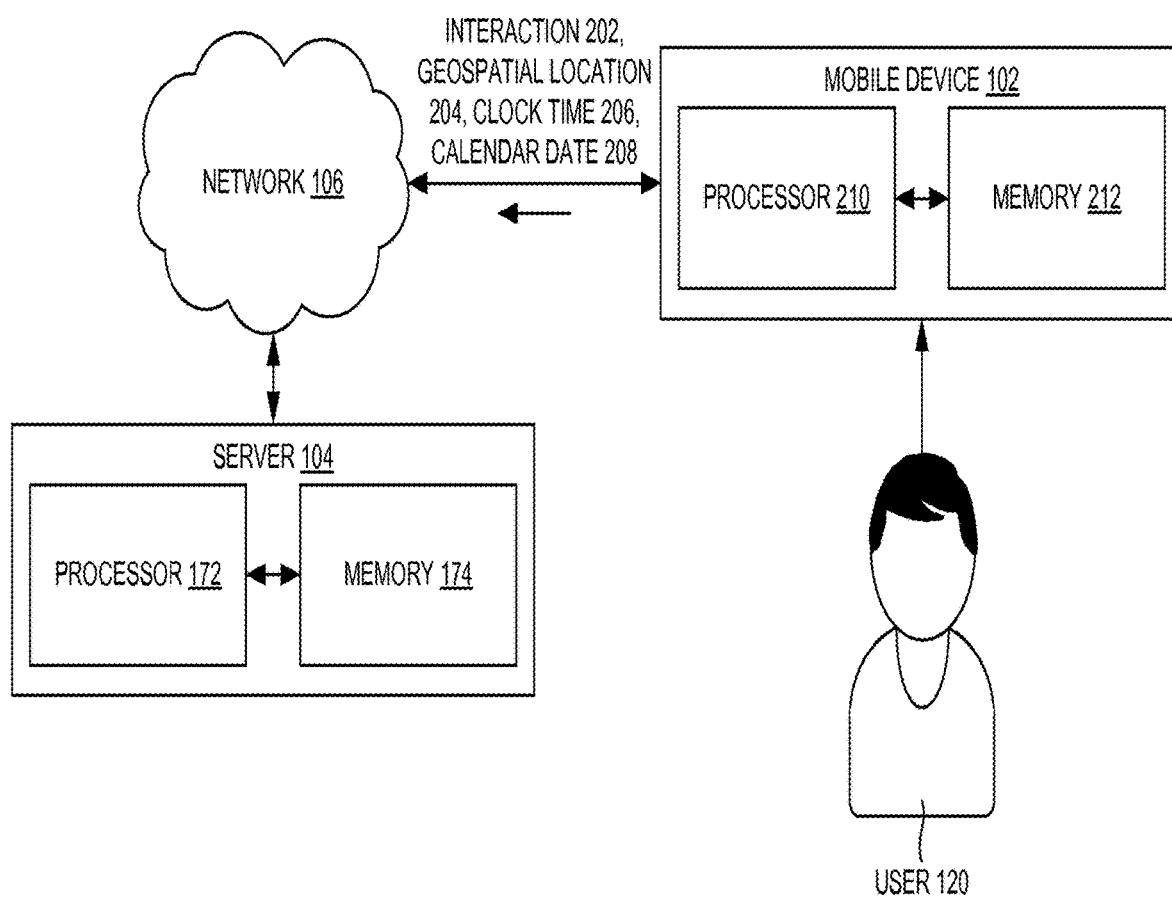 INTERACTION 202,
GEOSPATIAL LOCATION
204, CLOCK TIME 206,
CALENDAR DATE 208
MOBILE DEVICE 102
PROCESSOR 210
MEMORY 212
NETWORK 106
SERVER 104
PROCESSOR 172
MEMORY 174
USER 120